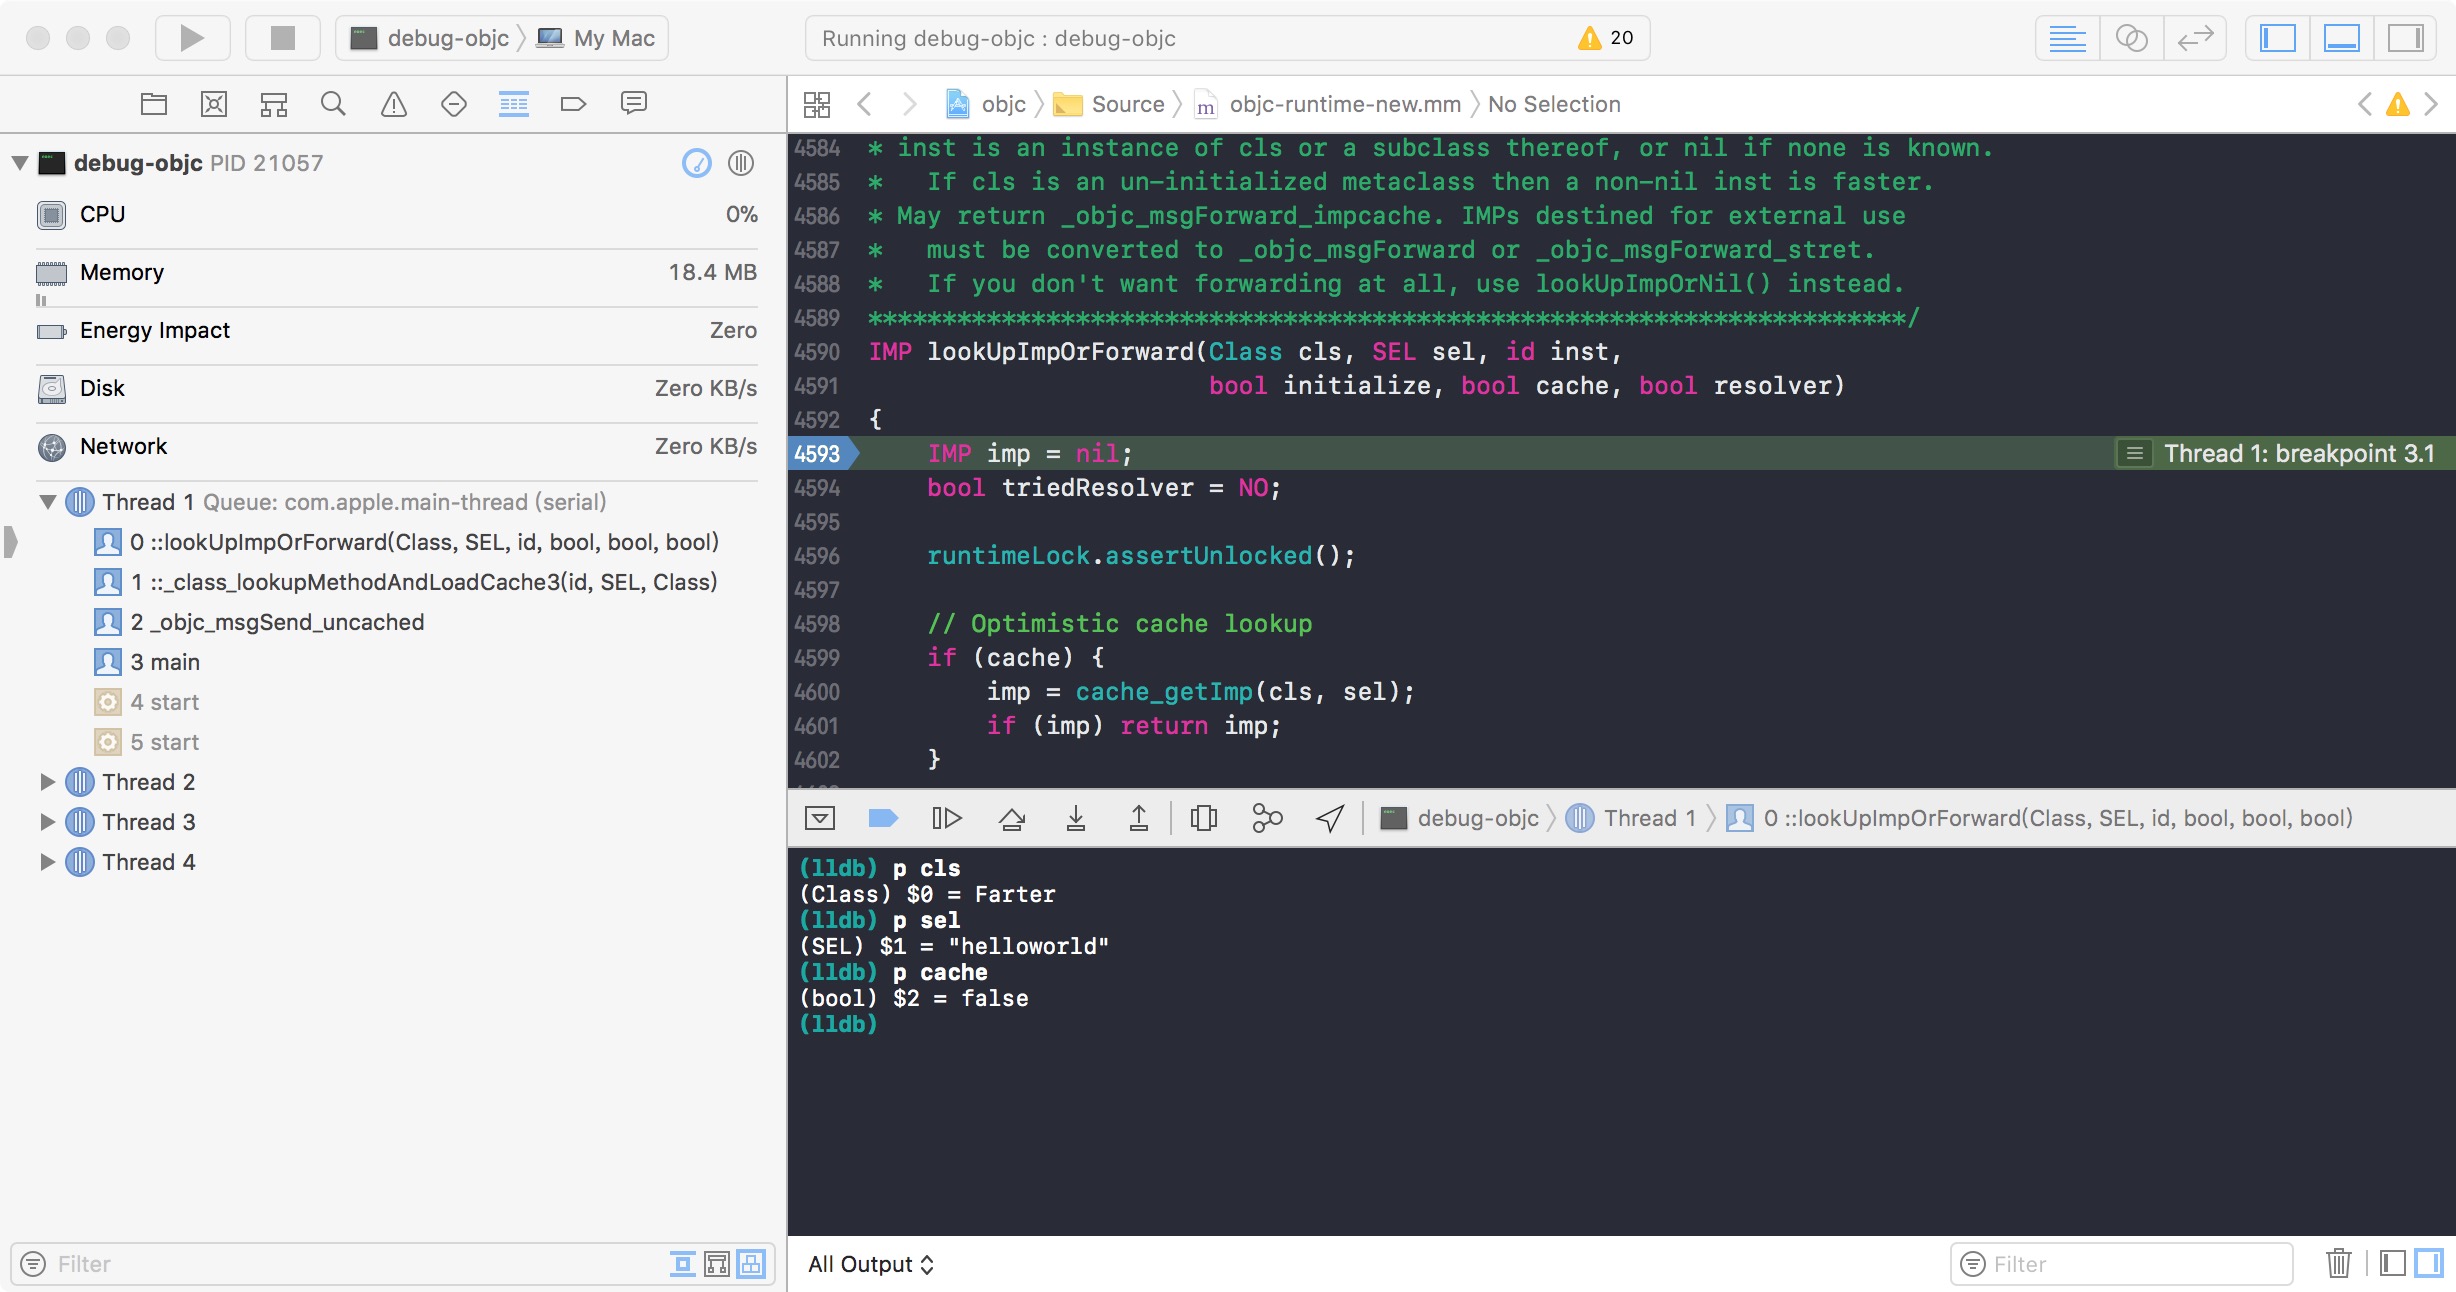 debug-objc My Mac
Running debug-objc : debug-objc 20
debug-objc PID 21057
CPU 0%
Memory 18.4 MB
Energy Impact Zero
Disk Zero KB/s
Network Zero KB/s
Thread 1 Queue: com.apple.main-thread (serial)
0 ::lookUpImpOrForward(Class, SEL, id, bool, bool, bool)
1 ::_class_lookupMethodAndLoadCache3(id, SEL, Class)
2 _objc_msgSend_uncached
3 main
4 start
5 start
Thread 2
Thread 3
Thread 4
Filter
objc Source m objc-runtime-new.mm No Selection
4584 * inst is an instance of cls or a subclass thereof, or nil if none is known.
4585 *   If cls is an un-initialized metaclass then a non-nil inst is faster.
4586 * May return _objc_msgForward_impcache. IMPs destined for external use
4587 *   must be converted to _objc_msgForward or _objc_msgForward_stret.
4588 *   If you don't want forwarding at all, use lookUpImpOrNil() instead.
4589 **********************************************************************/
4590 IMP lookUpImpOrForward(Class cls, SEL sel, id inst,
4591                        bool initialize, bool cache, bool resolver)
4592 {
4593     IMP imp = nil; Thread 1: breakpoint 3.1
4594     bool triedResolver = NO;
4595
4596     runtimeLock.assertUnlocked();
4597
4598     // Optimistic cache lookup
4599     if (cache) {
4600         imp = cache_getImp(cls, sel);
4601         if (imp) return imp;
4602     }
debug-objc Thread 1 0 ::lookUpImpOrForward(Class, SEL, id, bool, bool, bool)
(lldb) p cls
(Class) $0 = Farter
(lldb) p sel
(SEL) $1 = "helloworld"
(lldb) p cache
(bool) $2 = false
(lldb)
All Output Filter